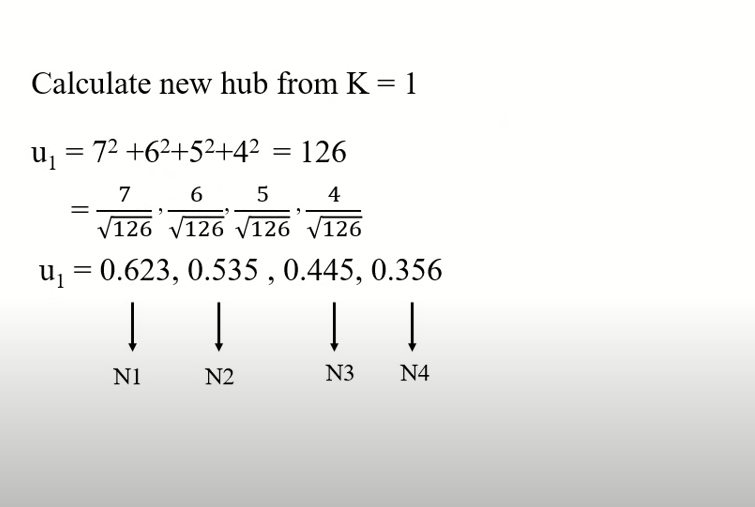 Calculate new hub from K = 1
u₁ = 7² +6²+5²+4² = 126
= 7/√126 , 6/√126 , 5/√126 , 4/√126
u₁ = 0.623, 0.535 , 0.445, 0.356
N1 N2 N3 N4